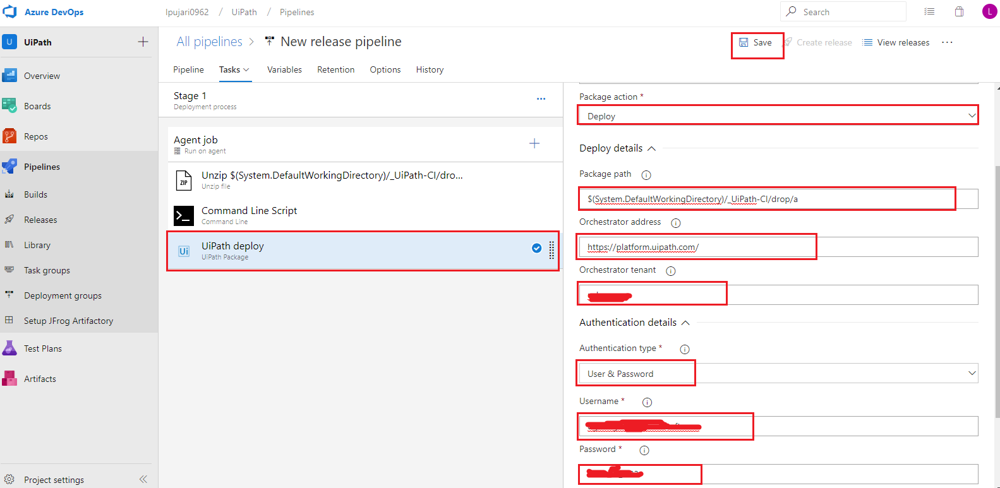 Azure DevOps
lpujari0962 / UiPath / Pipelines
Search
L
U UiPath
Overview
Boards
Repos
Pipelines
Builds
Releases
Library
Task groups
Deployment groups
Setup JFrog Artifactory
Test Plans
Artifacts
Project settings
All pipelines > New release pipeline
Save
Create release
View releases
Pipeline
Tasks
Variables
Retention
Options
History
Stage 1
Deployment process
Agent job
Run on agent
ZIP
Unzip $(System.DefaultWorkingDirectory)/_UiPath-CI/dro...
Unzip file
Command Line Script
Command Line
Ui
UiPath deploy
UiPath Package
Package action *
Deploy
Deploy details
Package path
$(System.DefaultWorkingDirectory)/_UiPath-CI/drop/a
Orchestrator address
https://platform.uipath.com/
Orchestrator tenant
Authentication details
Authentication type *
User & Password
Username *
Password *